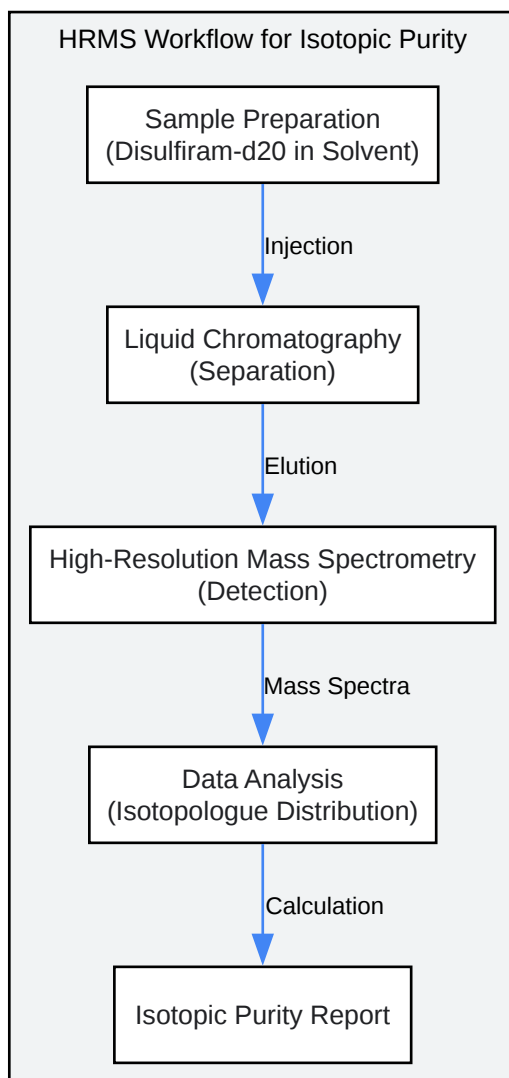 HRMS Workflow for Isotopic Purity
Sample Preparation
(Disulfiram-d20 in Solvent)
Injection
Liquid Chromatography
(Separation)
Elution
High-Resolution Mass Spectrometry
(Detection)
Mass Spectra
Data Analysis
(Isotopologue Distribution)
Calculation
Isotopic Purity Report